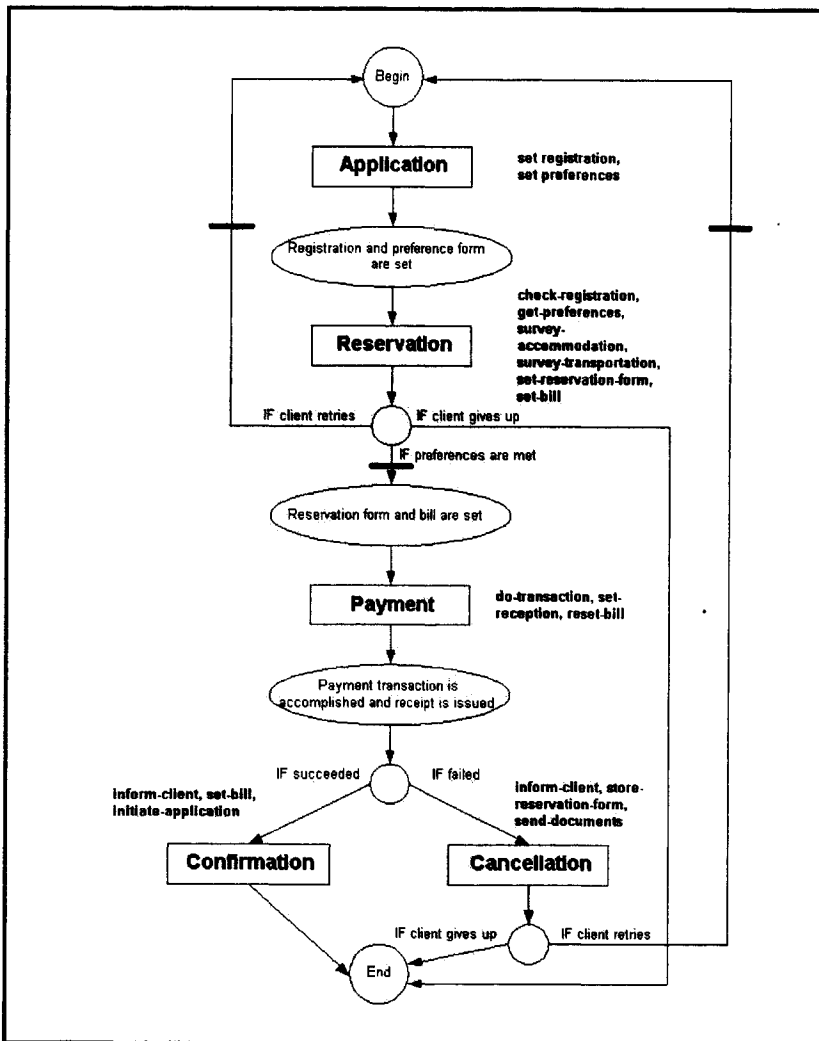 Begin
Application
set registration,
set preferences
Registration and preference form
are set
check-registration,
get-preferences,
survey-
accommodation,
survey-transportation,
set-reservation-form,
set-bill
Reservation
IF client retries
IF client gives up
IF preferences are met
Reservation form and bill are set
Payment
do-transaction, set-
reception, reset-bill
Payment transaction is
accomplished and receipt is issued
IF succeeded
IF failed
inform-client, set-bill,
initiate-application
inform-client, store-
reservation-form,
send-documents
Confirmation
Cancellation
IF client gives up
IF client retries
End